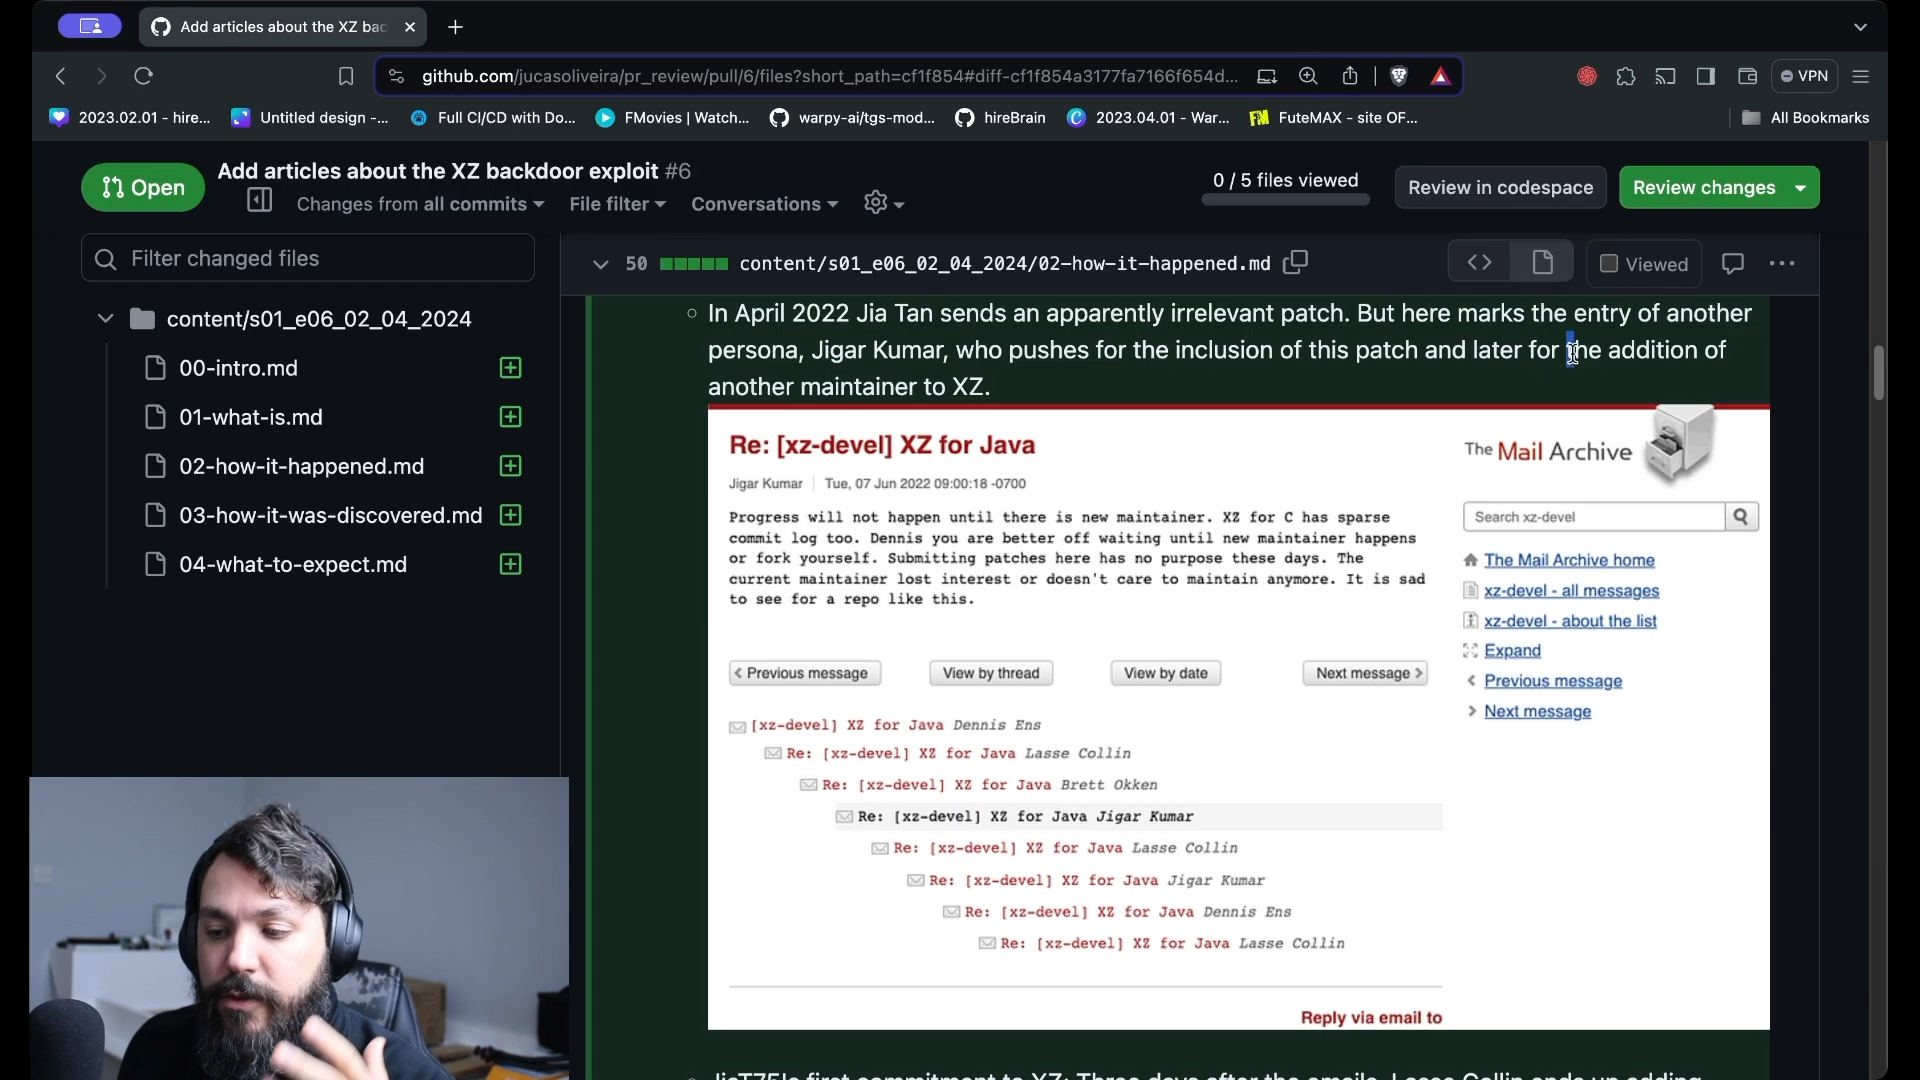 Add articles about the XZ bac
github.com/jucasoliveira/pr_review/pull/6/files?short_path=cf1f854#diff-cf1f854a3177fa7166f654d...
VPN
2023.02.01 - hire...
Untitled design -...
Full CI/CD with Do...
FMovies | Watch...
warpy-ai/tgs-mod...
hireBrain
2023.04.01 - War...
FM
FuteMAX - site OF...
All Bookmarks
Open
Add articles about the XZ backdoor exploit #6
Changes from all commits
File filter
Conversations
0 / 5 files viewed
Review in codespace
Review changes
Filter changed files
content/s01_e06_02_04_2024
00-intro.md
01-what-is.md
02-how-it-happened.md
03-how-it-was-discovered.md
04-what-to-expect.md
50
content/s01_e06_02_04_2024/02-how-it-happened.md
Viewed
In April 2022 Jia Tan sends an apparently irrelevant patch. But here marks the entry of another
persona, Jigar Kumar, who pushes for the inclusion of this patch and later for the addition of
another maintainer to XZ.
Re: [xz-devel] XZ for Java
Jigar Kumar
Tue, 07 Jun 2022 09:00:18 -0700
Progress will not happen until there is new maintainer. XZ for C has sparse
commit log too. Dennis you are better off waiting until new maintainer happens
or fork yourself. Submitting patches here has no purpose these days. The
current maintainer lost interest or doesn't care to maintain anymore. It is sad
to see for a repo like this.
Previous message
View by thread
View by date
Next message
[xz-devel] XZ for Java Dennis Ens
Re: [xz-devel] XZ for Java Lasse Collin
Re: [xz-devel] XZ for Java Brett Okken
Re: [xz-devel] XZ for Java Jigar Kumar
Re: [xz-devel] XZ for Java Lasse Collin
Re: [xz-devel] XZ for Java Jigar Kumar
Re: [xz-devel] XZ for Java Dennis Ens
Re: [xz-devel] XZ for Java Lasse Collin
Reply via email to
The Mail Archive
Search xz-devel
The Mail Archive home
xz-devel - all messages
xz-devel - about the list
Expand
Previous message
Next message
JiaT75's first commitment to XZ: Three days after the emails, Lasse Collin ends up adding